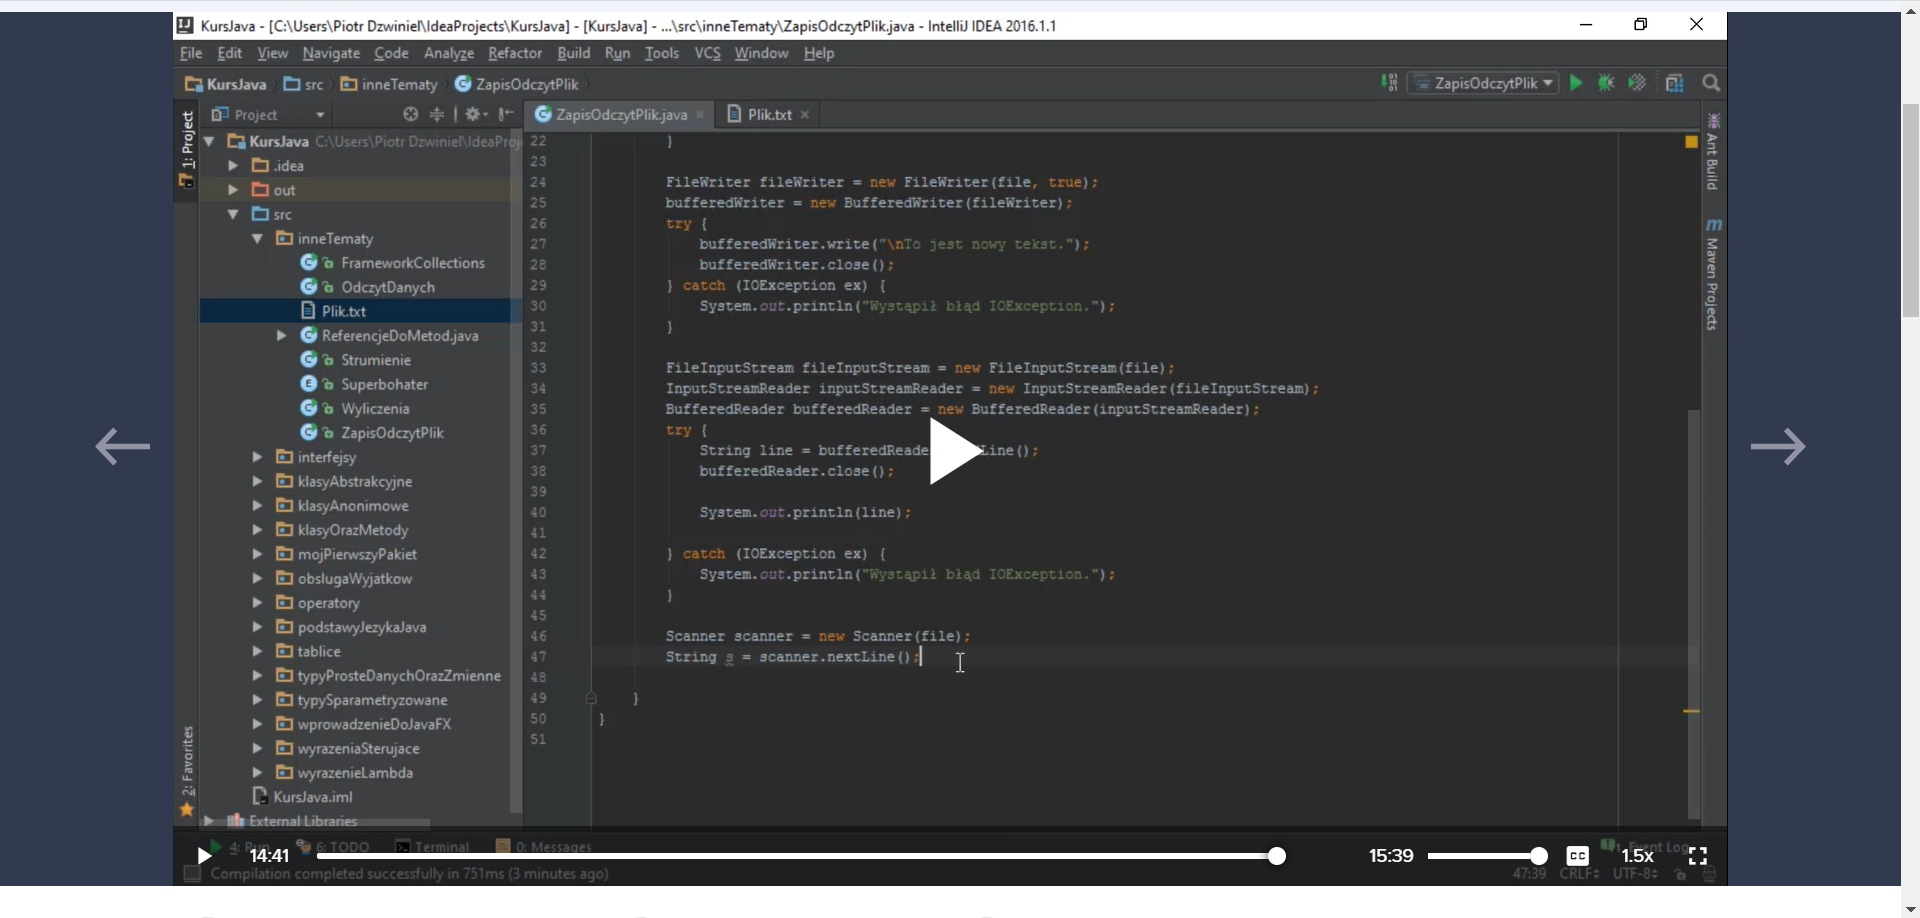 KursJava - [C:\Users\Piotr Dzwiniel\IdeaProjects\KursJava] - [KursJava] - ...\src\inneTematy\ZapisOdczytPlik.java - IntelliJ IDEA 2016.1.1
File Edit View Navigate Code Analyze Refactor Build Run Tools VCS Window Help
KursJava src inneTematy ZapisOdczytPlik
ZapisOdczytPlik
Project
ZapisOdczytPlik.java
Plik.txt
1: Project
2: Favorites
Ant Build
Maven Projects
KursJava C:\Users\Piotr Dzwiniel\IdeaProj
.idea
out
src
inneTematy
FrameworkCollections
OdczytDanych
Plik.txt
ReferencjeDoMetod.java
Strumienie
Superbohater
Wyliczenia
ZapisOdczytPlik
interfejsy
klasyAbstrakcyjne
klasyAnonimowe
klasyOrazMetody
mojPierwszyPakiet
obslugaWyjatkow
operatory
podstawyJezykaJava
tablice
typyProsteDanychOrazZmienne
typySparametryzowane
wprowadzenieDoJavaFX
wyrazeniaSterujace
wyrazenieLambda
KursJava.iml
External Libraries
22 }
23
24 FileWriter fileWriter = new FileWriter(file, true);
25 bufferedWriter = new BufferedWriter(fileWriter);
26 try {
27 bufferedWriter.write("\nTo jest nowy tekst.");
28 bufferedWriter.close();
29 } catch (IOException ex) {
30 System.out.println("Wystąpił błąd IOException.");
31 }
32
33 FileInputStream fileInputStream = new FileInputStream(file);
34 InputStreamReader inputStreamReader = new InputStreamReader(fileInputStream);
35 BufferedReader bufferedReader = new BufferedReader(inputStreamReader);
36 try {
37 String line = bufferedReade Line();
38 bufferedReader.close();
39
40 System.out.println(line);
41
42 } catch (IOException ex) {
43 System.out.println("Wystąpił błąd IOException.");
44 }
45
46 Scanner scanner = new Scanner(file);
47 String s = scanner.nextLine();
48
49 }
50 }
51
4: Run 6: TODO Terminal 0: Messages 1 Event Log
14:41 15:39 CC 1.5x
Compilation completed successfully in 751ms (3 minutes ago) 47:39 CRLF UTF-8